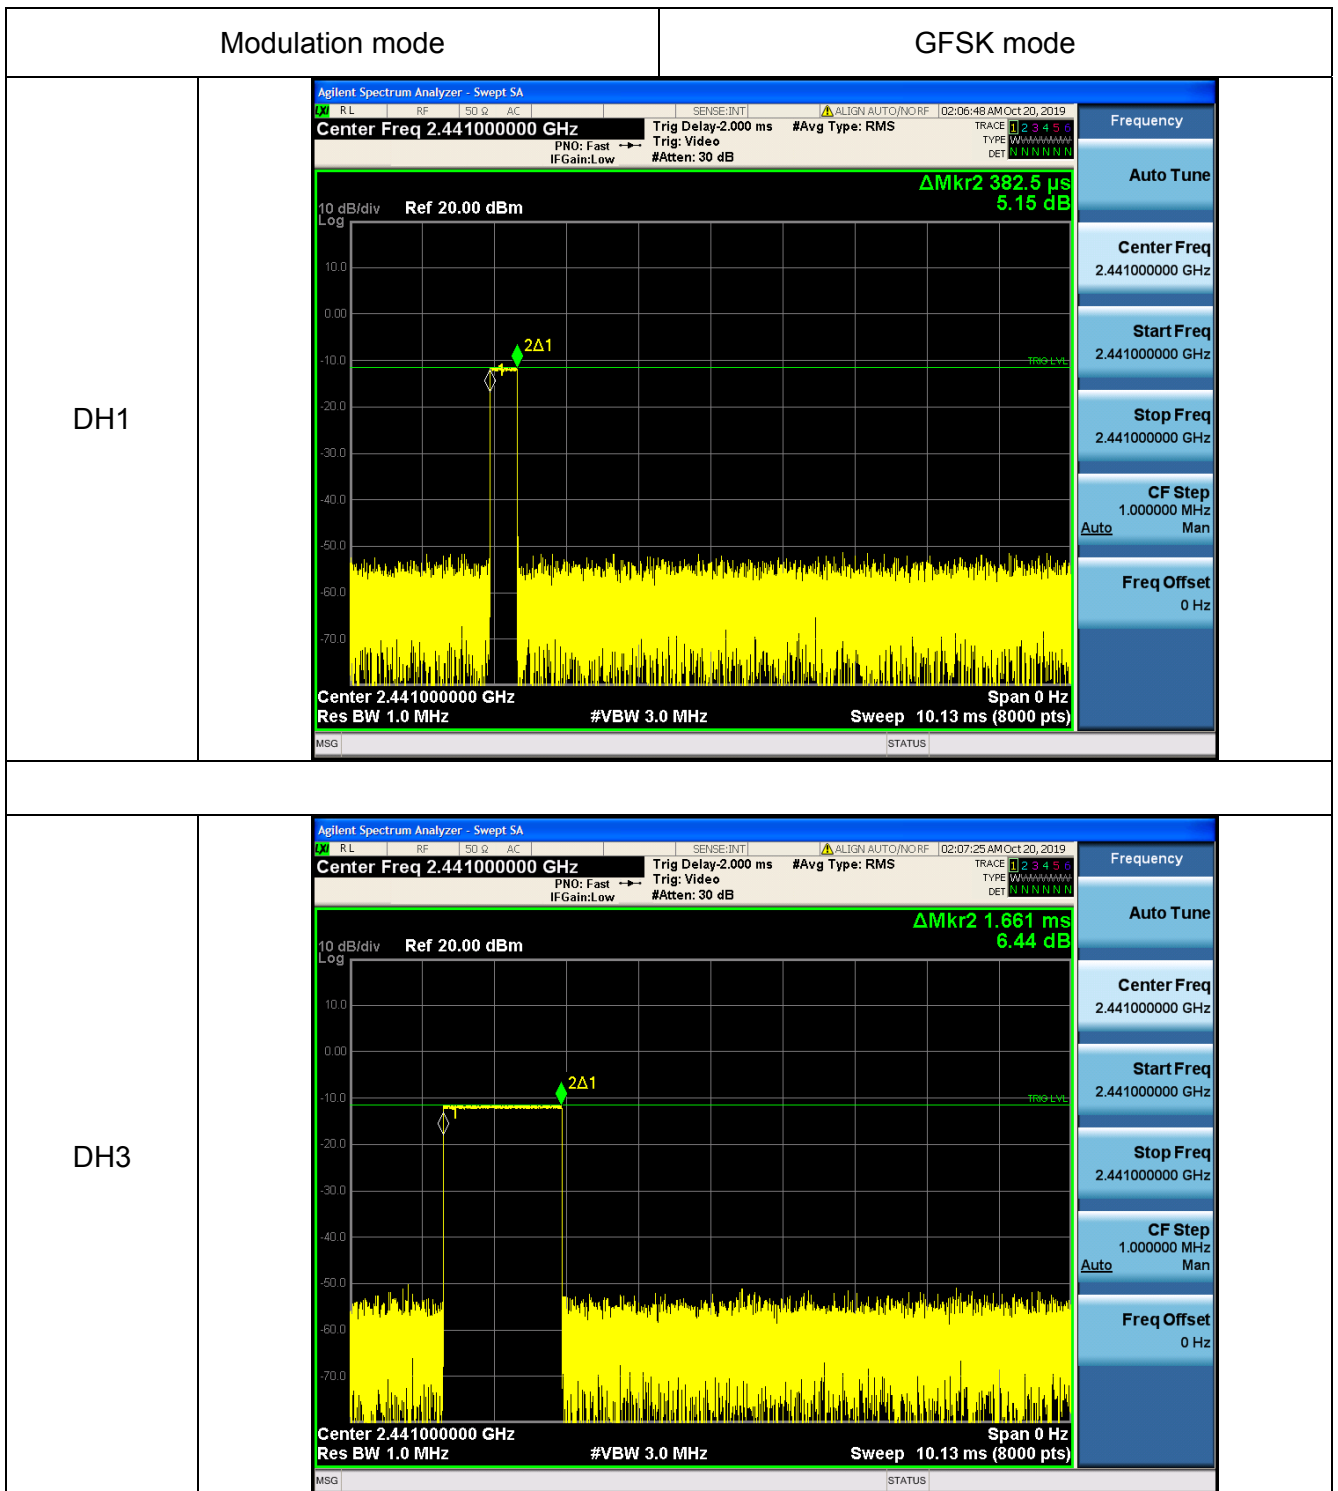 Modulation mode
GFSK mode
DH1
Agilent Spectrum Analyzer - Swept SA
LXI RL RF 50 Ω AC SENSE:INT ALIGN AUTO/NO RF 02:06:48 AM Oct 20, 2019
Center Freq 2.441000000 GHz
PNO: Fast
IFGain:Low
Trig Delay-2.000 ms
Trig: Video
#Atten: 30 dB
#Avg Type: RMS
TRACE 1 2 3 4 5 6
TYPE W
DET N N N N N N
ΔMkr2 382.5 µs
5.15 dB
10 dB/div Ref 20.00 dBm
Log
10.0
0.00
-10.0
-20.0
-30.0
-40.0
-50.0
-60.0
-70.0
2Δ1
TRIG LVL
Center 2.441000000 GHz Span 0 Hz
Res BW 1.0 MHz #VBW 3.0 MHz Sweep 10.13 ms (8000 pts)
MSG STATUS
Frequency
Auto Tune
Center Freq
2.441000000 GHz
Start Freq
2.441000000 GHz
Stop Freq
2.441000000 GHz
CF Step
1.000000 MHz
Auto Man
Freq Offset
0 Hz
DH3
Agilent Spectrum Analyzer - Swept SA
LXI RL RF 50 Ω AC SENSE:INT ALIGN AUTO/NO RF 02:07:25 AM Oct 20, 2019
Center Freq 2.441000000 GHz
PNO: Fast
IFGain:Low
Trig Delay-2.000 ms
Trig: Video
#Atten: 30 dB
#Avg Type: RMS
TRACE 1 2 3 4 5 6
TYPE W
DET N N N N N N
ΔMkr2 1.661 ms
6.44 dB
10 dB/div Ref 20.00 dBm
Log
10.0
0.00
-10.0
-20.0
-30.0
-40.0
-50.0
-60.0
-70.0
2Δ1
TRIG LVL
Center 2.441000000 GHz Span 0 Hz
Res BW 1.0 MHz #VBW 3.0 MHz Sweep 10.13 ms (8000 pts)
MSG STATUS
Frequency
Auto Tune
Center Freq
2.441000000 GHz
Start Freq
2.441000000 GHz
Stop Freq
2.441000000 GHz
CF Step
1.000000 MHz
Auto Man
Freq Offset
0 Hz